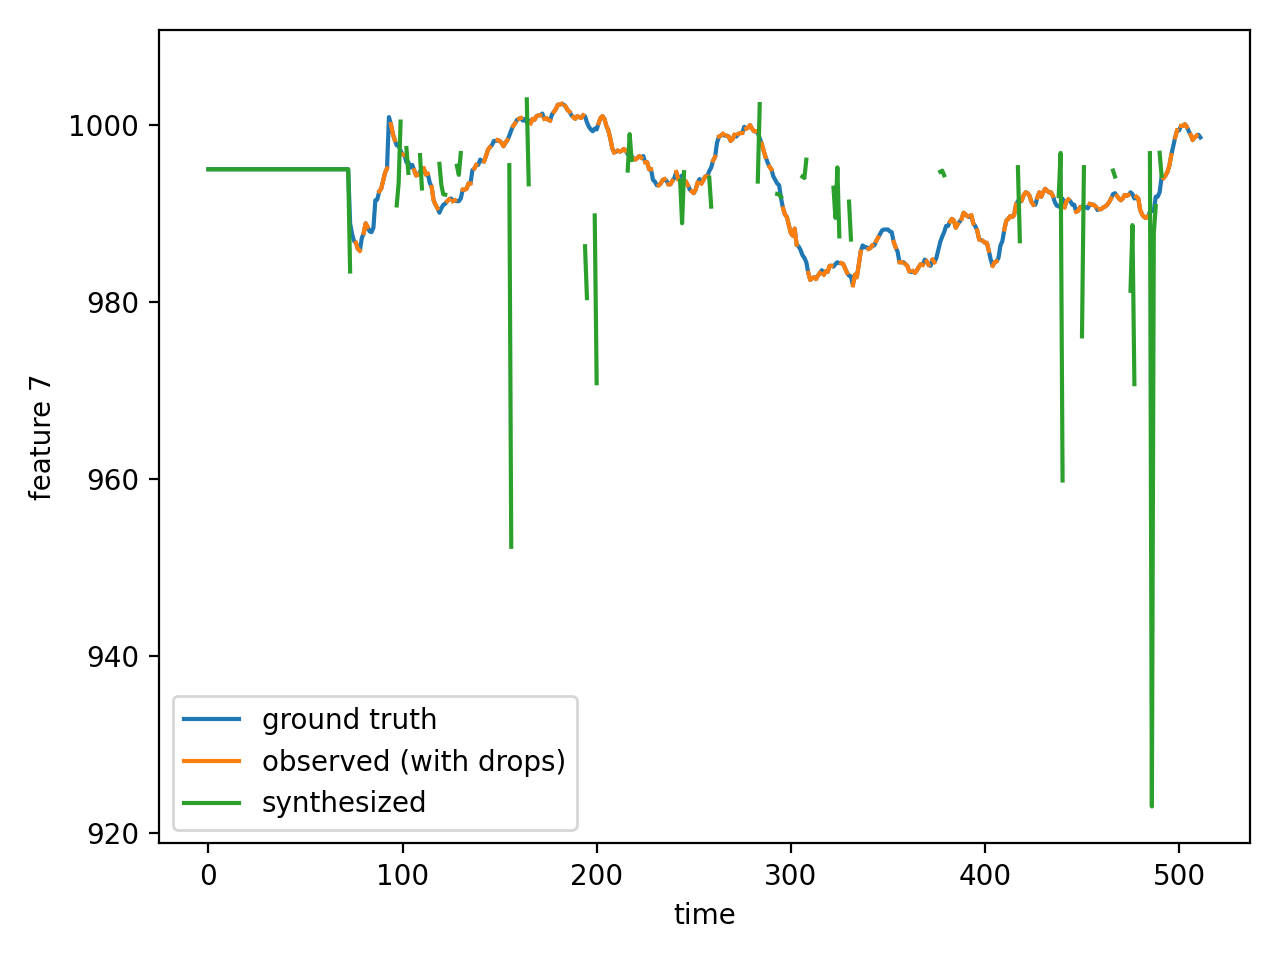 1000
980
960
940
920
feature 7
ground truth
observed (with drops)
synthesized
0 100 200 300 400 500
time